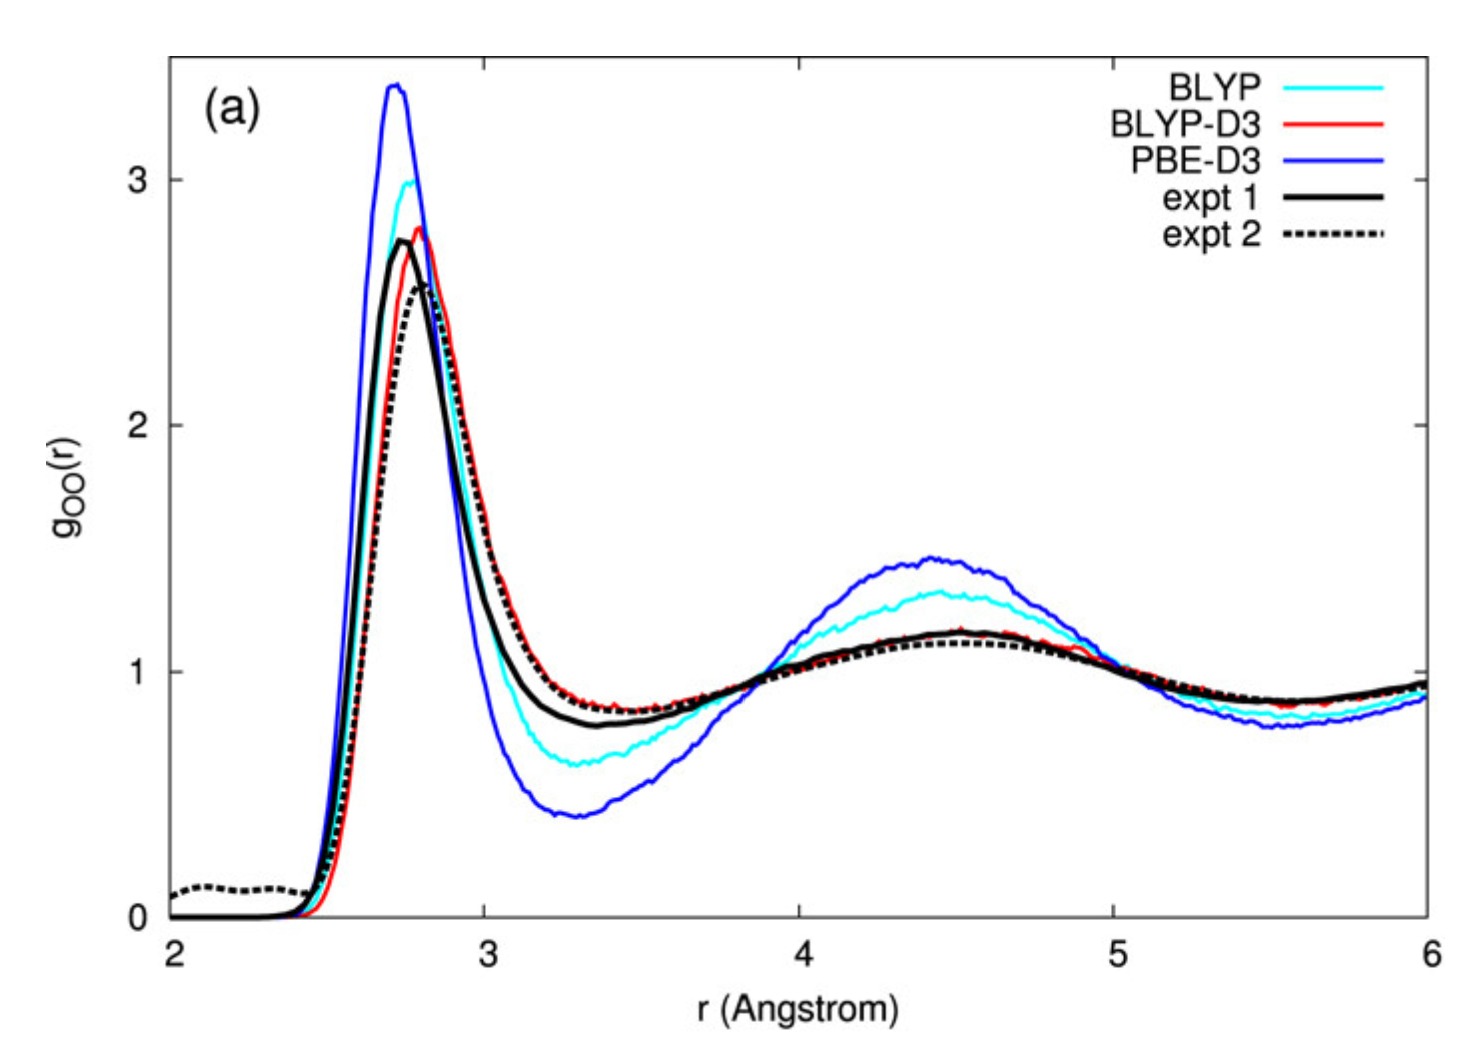 (a)
BLYP
BLYP-D3
PBE-D3
expt 1
expt 2
3
2
1
0
gOO(r)
2 3 4 5 6
r (Angstrom)